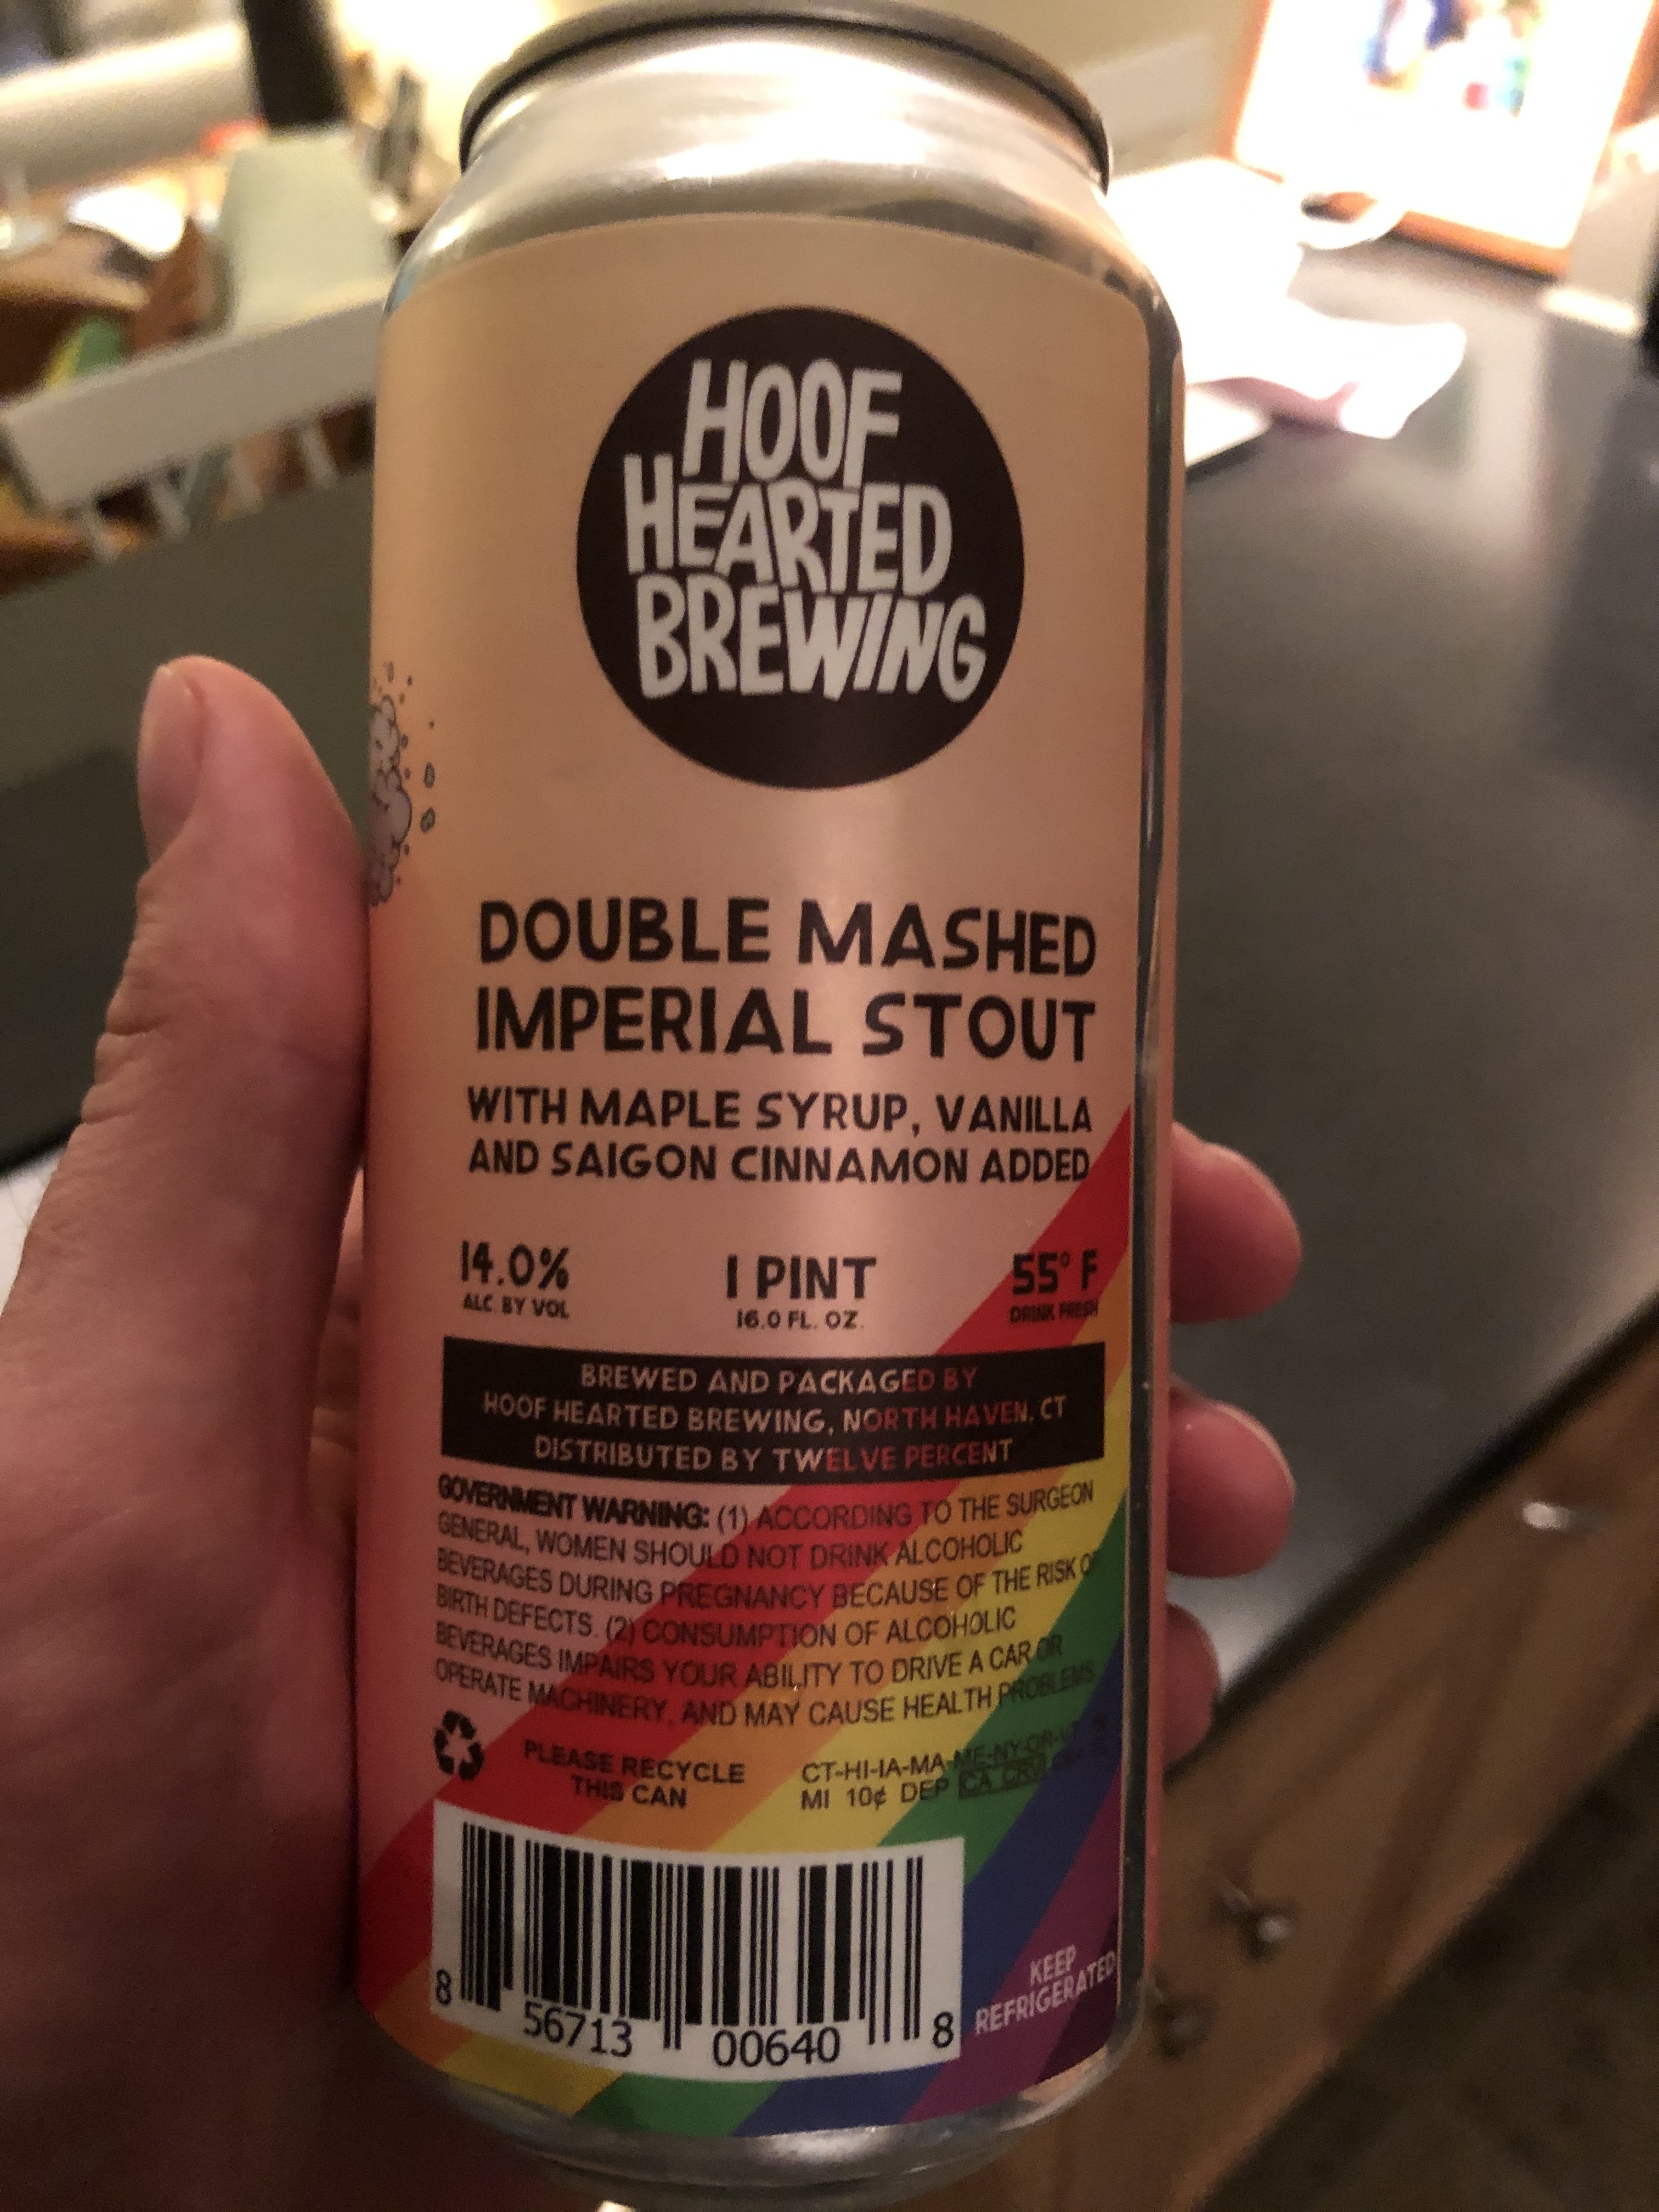 HOOF
HEARTED
BREWING
DOUBLE MASHED
IMPERIAL STOUT
WITH MAPLE SYRUP, VANILLA
AND SAIGON CINNAMON ADDED
14.0%
ALC. BY VOL
1 PINT
16.0 FL. OZ.
55° F
DRINK FRESH
BREWED AND PACKAGED BY
HOOF HEARTED BREWING, NORTH HAVEN, CT
DISTRIBUTED BY TWELVE PERCENT
GOVERNMENT WARNING: (1) ACCORDING TO THE SURGEON
GENERAL, WOMEN SHOULD NOT DRINK ALCOHOLIC
BEVERAGES DURING PREGNANCY BECAUSE OF THE RISK OF
BIRTH DEFECTS. (2) CONSUMPTION OF ALCOHOLIC
BEVERAGES IMPAIRS YOUR ABILITY TO DRIVE A CAR OR
OPERATE MACHINERY, AND MAY CAUSE HEALTH PROBLEMS
PLEASE RECYCLE
THIS CAN
CT-HI-IA-MA-ME-NY-OR-
MI 10¢ DEP CA CRV
8 56713 00640 8
KEEP
REFRIGERATED